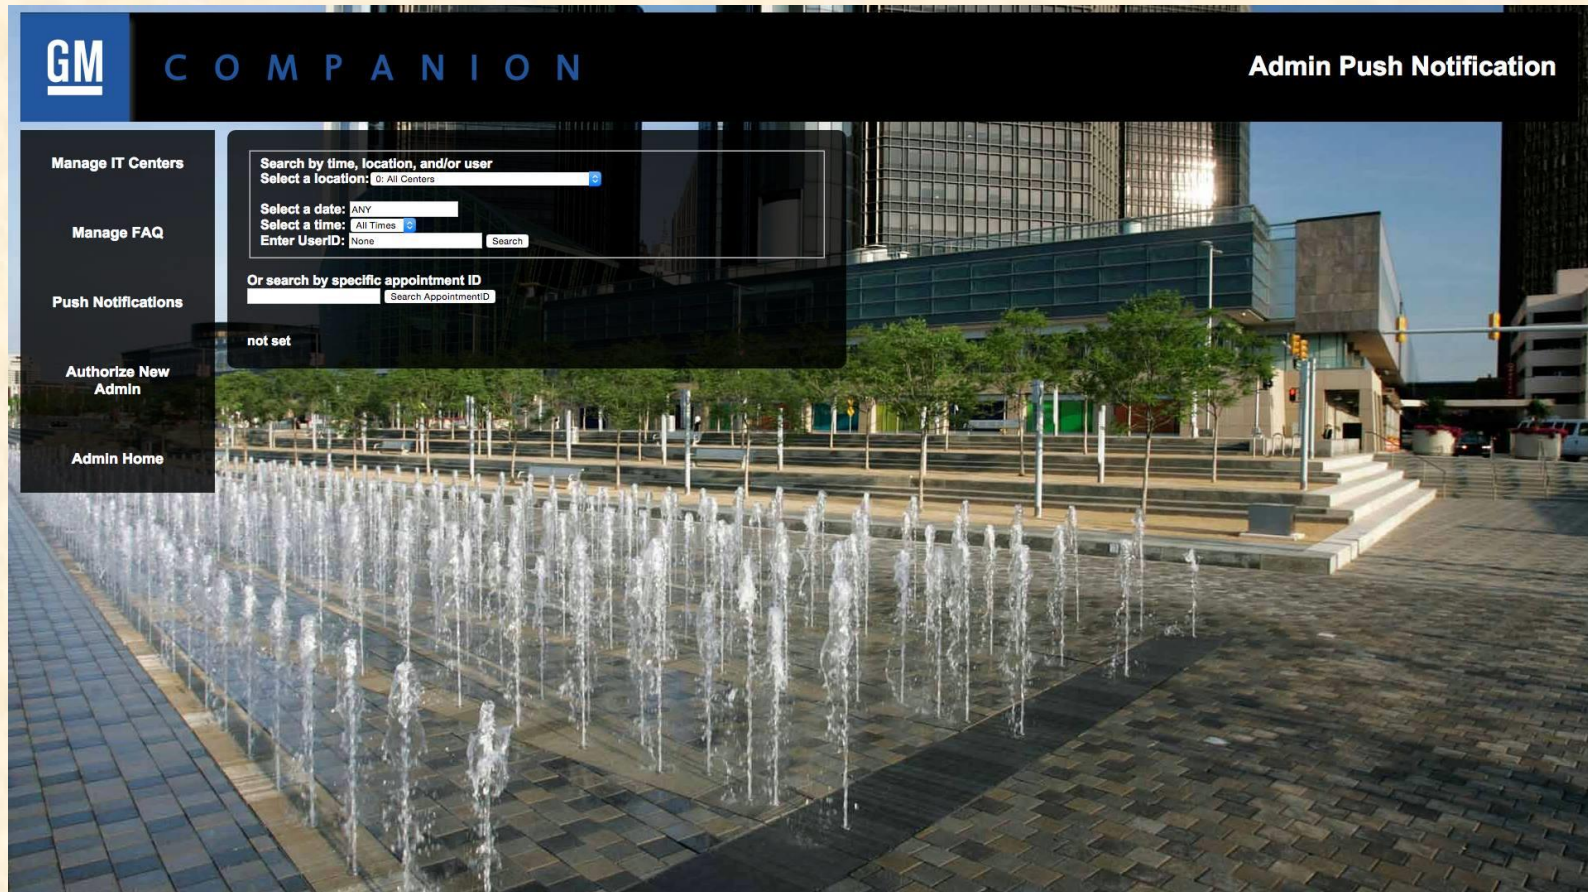 GM
COMPANION
Admin Push Notification
Manage IT Centers
Manage FAQ
Push Notifications
Authorize New
Admin
Admin Home
Search by time, location, and/or user
Select a location: 0: All Centers
Select a date: ANY
Select a time: All Times
Enter UserID: None Search
Or search by specific appointment ID
Search AppointmentID
not set